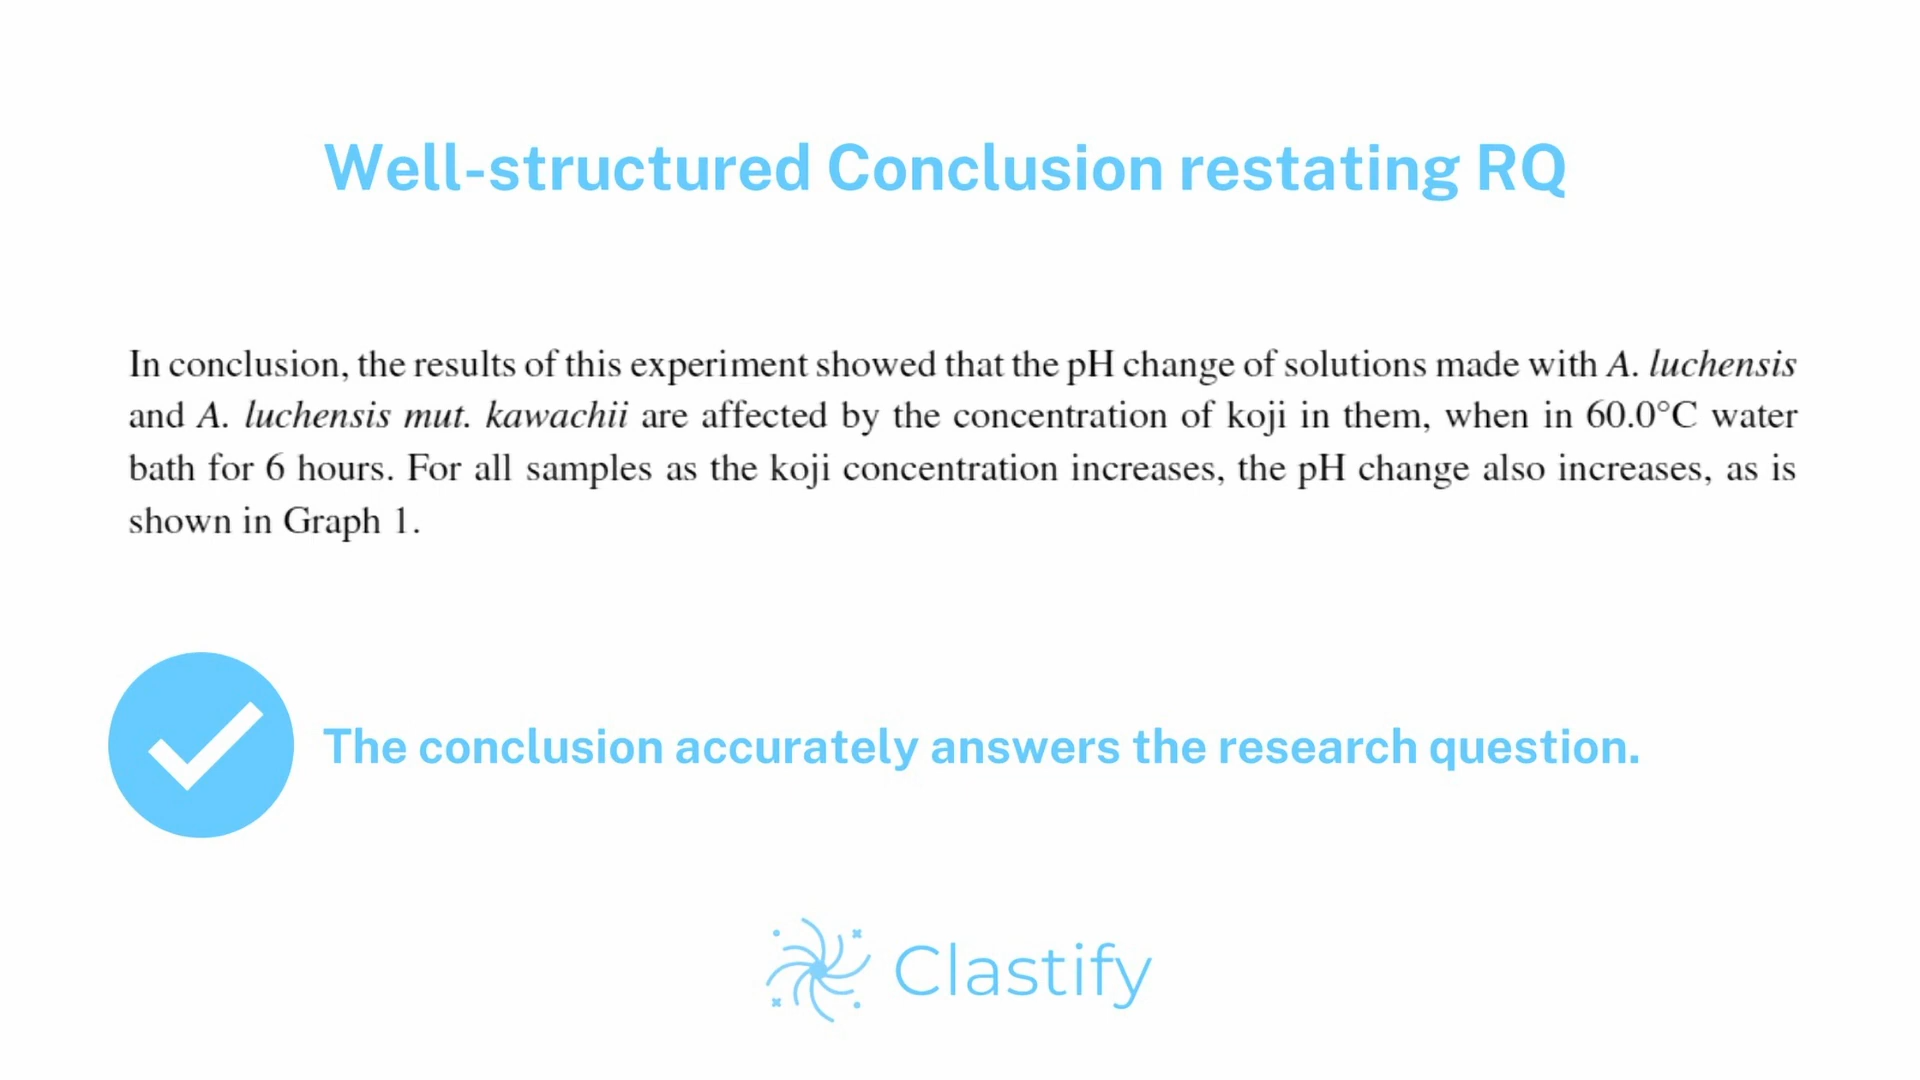 Well-structured Conclusion restating RQ
In conclusion, the results of this experiment showed that the pH change of solutions made with A. luchensis
and A. luchensis mut. kawachii are affected by the concentration of koji in them, when in 60.0°C water
bath for 6 hours. For all samples as the koji concentration increases, the pH change also increases, as is
shown in Graph 1.
The conclusion accurately answers the research question.
Clastify